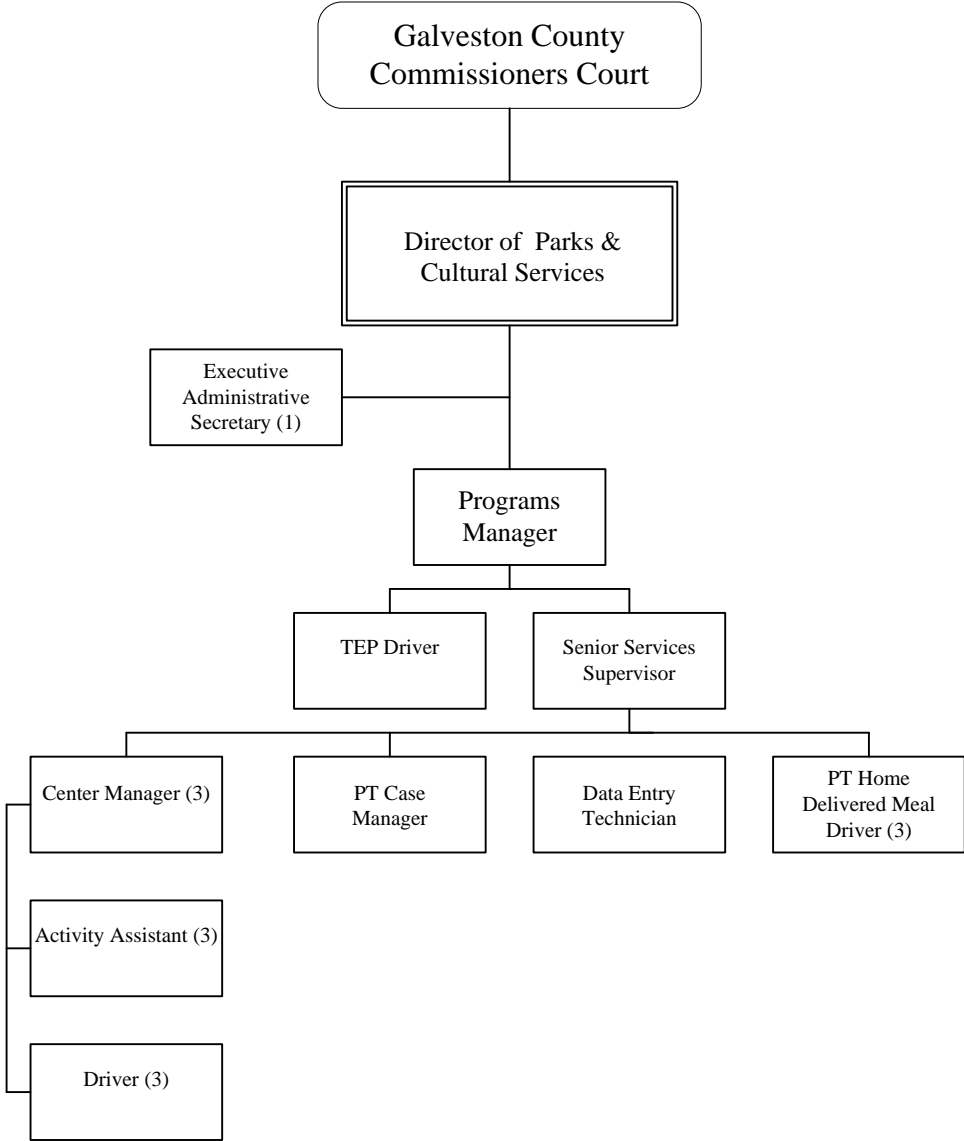 Galveston County
Commissioners Court
Director of Parks &
Cultural Services
Executive
Administrative
Secretary (1)
Programs
Manager
TEP Driver
Senior Services
Supervisor
Center Manager (3)
PT Case
Manager
Data Entry
Technician
PT Home
Delivered Meal
Driver (3)
Activity Assistant (3)
Driver (3)